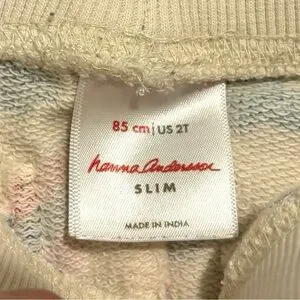 85 cm | US 2T
hanna andersson
SLIM
MADE IN INDIA